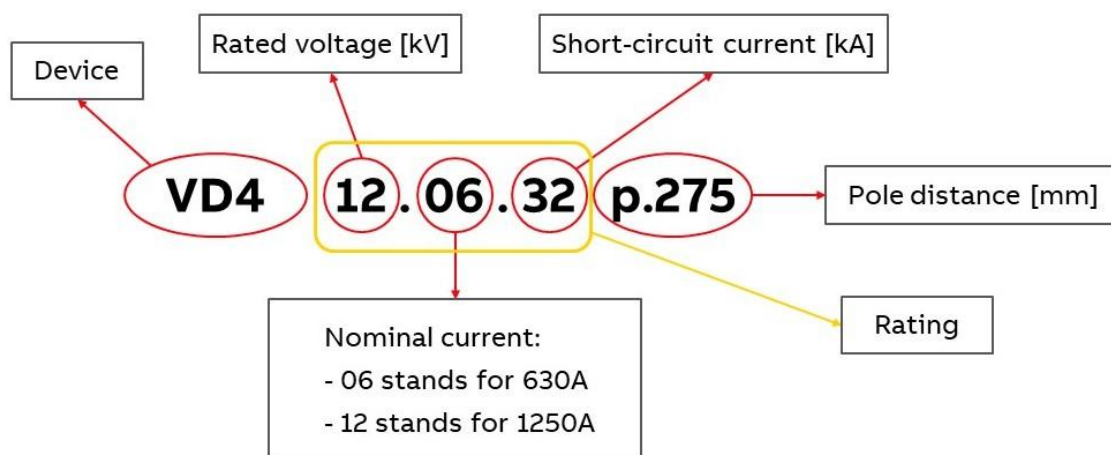 Rated voltage [kV]
Short-circuit current [kA]
Device
VD4 12.06.32 p.275
Pole distance [mm]
Nominal current:
- 06 stands for 630A
- 12 stands for 1250A
Rating